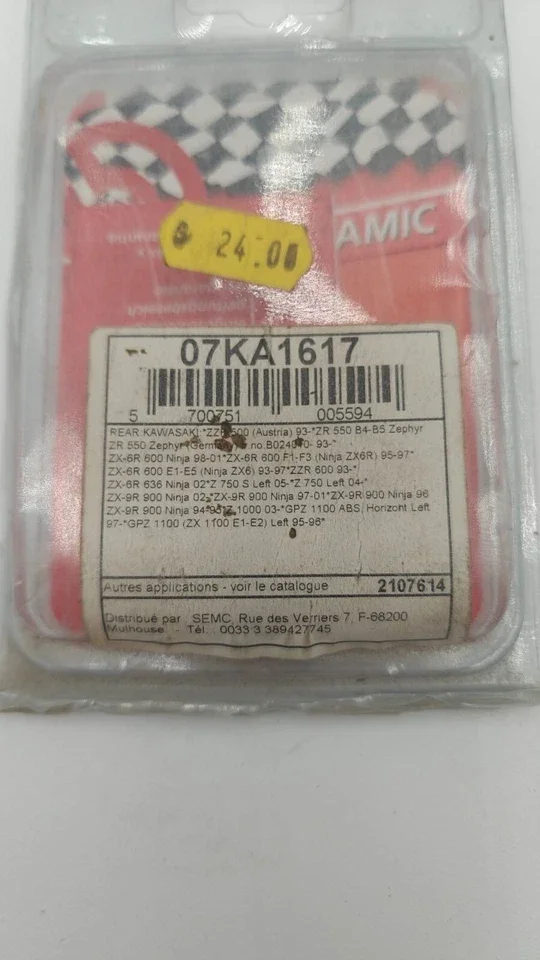 AMIC
24.00
07KA1617
5 700751 005594
REAR KAWASAKI *ZZR 600 (Austria) 93-*ZR 550 B4-B5 Zephyr
ZR 550 Zephyr (Germany) no.B024 93-*
ZX-6R 600 Ninja 98-01*ZX-6R 600 F1-F3 (Ninja ZX6R) 95-97*
ZX-6R 600 E1-E5 (Ninja ZX6) 93-97*ZZR 600 93-*
ZX-6R 636 Ninja 02*Z 750 S Left 05-*Z 750 Left 04-*
ZX-9R 900 Ninja 02-*ZX-9R 900 Ninja 97-01*ZX-9R 900 Ninja 96
ZX-9R 900 Ninja 94-95*Z 1000 03-*GPZ 1100 ABS, Horizont Left
97-*GPZ 1100 (ZX 1100 E1-E2) Left 95-96*
Autres applications - voir le catalogue 2107614
Distribué par : SEMC, Rue des Verriers 7, F-68200
Mulhouse. - Tél.: 0033 3 389427745